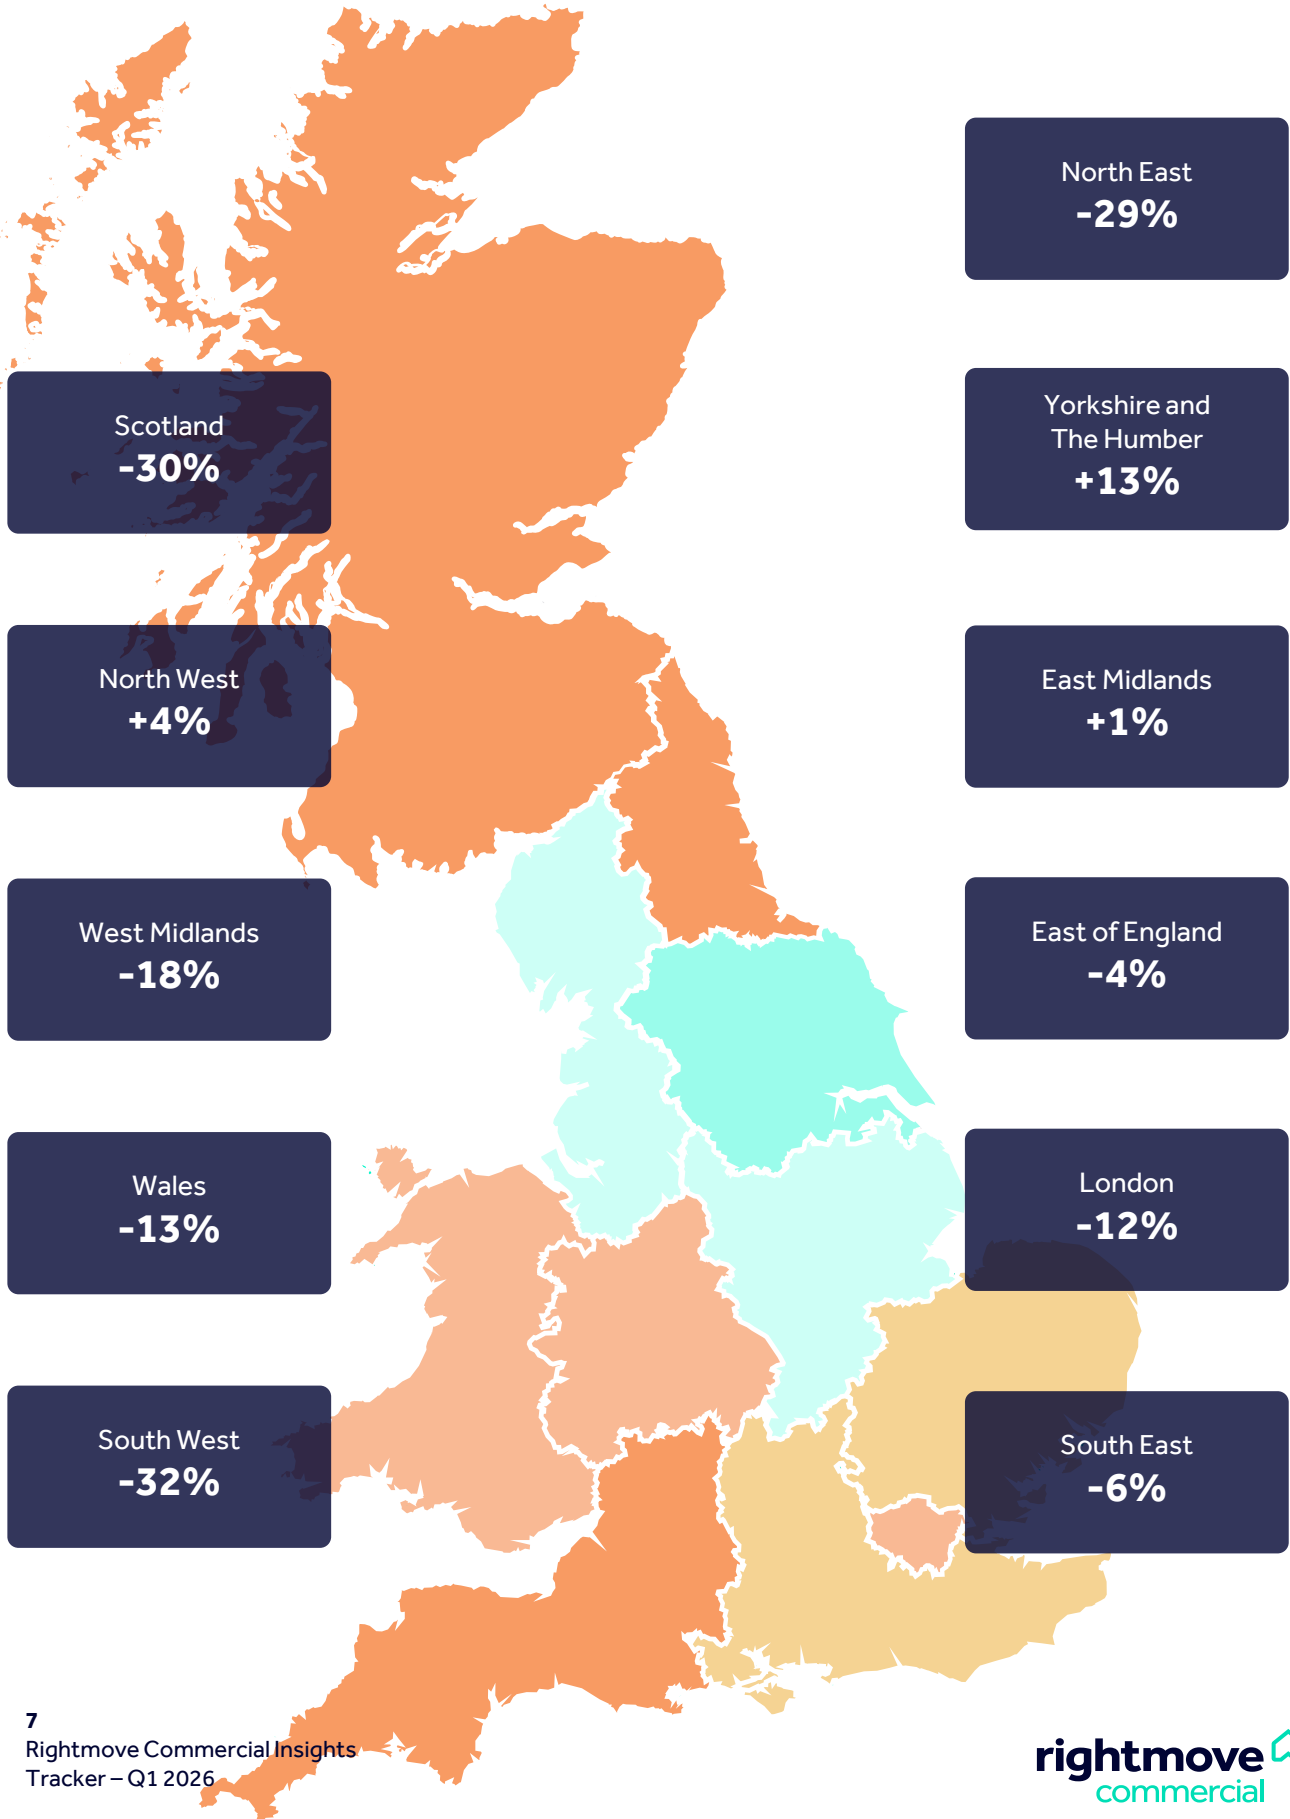 North East
-29%
Scotland
-30%
Yorkshire and
The Humber
+13%
North West
+4%
East Midlands
+1%
West Midlands
-18%
East of England
-4%
Wales
-13%
London
-12%
South West
-32%
South East
-6%
7
Rightmove Commercial Insights
Tracker – Q1 2026
rightmove
commercial